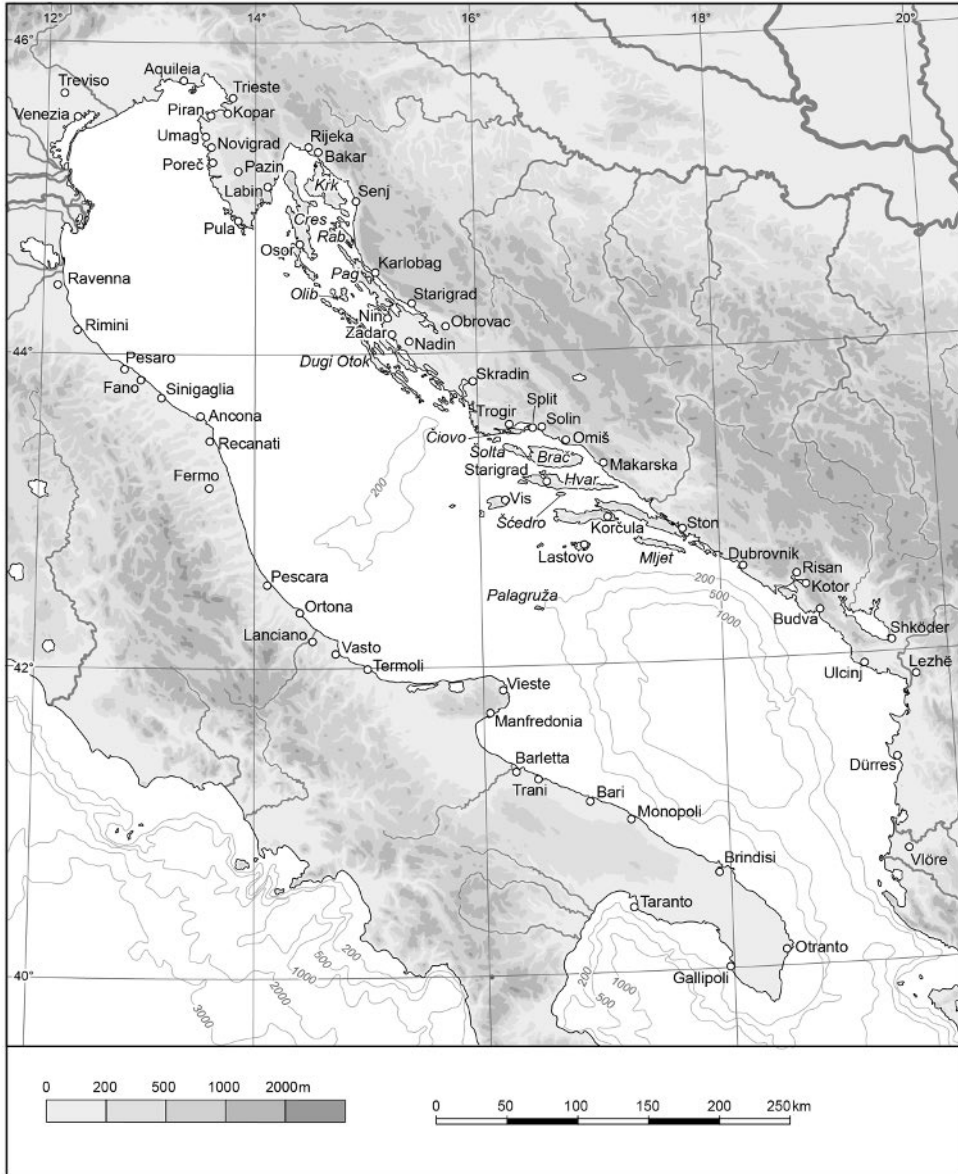 12° 14° 16° 18° 20°
46°
Aquileia
Treviso
Trieste
Venezia
Piran
Kopar
Umag
Novigrad
Rijeka
Bakar
Poreč
Pazin
Labin
Krk
Senj
Cres
Pula
Rab
Osor
Karlobag
Pag
Ravenna
Olib
Starigrad
Nin
Obrovac
Rimini
Zadar
Nadin
44°
Dugi Otok
Pesaro
Fano
Skradin
Sinigaglia
Split
Ancona
Trogir
Solin
Recanati
Čiovo
Omiš
Šolta
Brač
200
Starigrad
Makarska
Fermo
Hvar
Vis
Šćedro
Korčula
Ston
Lastovo
Mljet
Dubrovnik
Pescara
200
Risan
500
Kotor
Ortona
Palagruža
1000
Budva
Lanciano
Shkëder
Vasto
42°
Termoli
Ulcinj
Lezhë
Vieste
Manfredonia
Barletta
Dürres
Trani
Bari
Monopoli
Brindisi
Vlöre
Taranto
Otranto
40°
200
500
1000
2000
3000
Gallipoli
200
1000
500
0 200 500 1000 2000m
0 50 100 150 200 250km